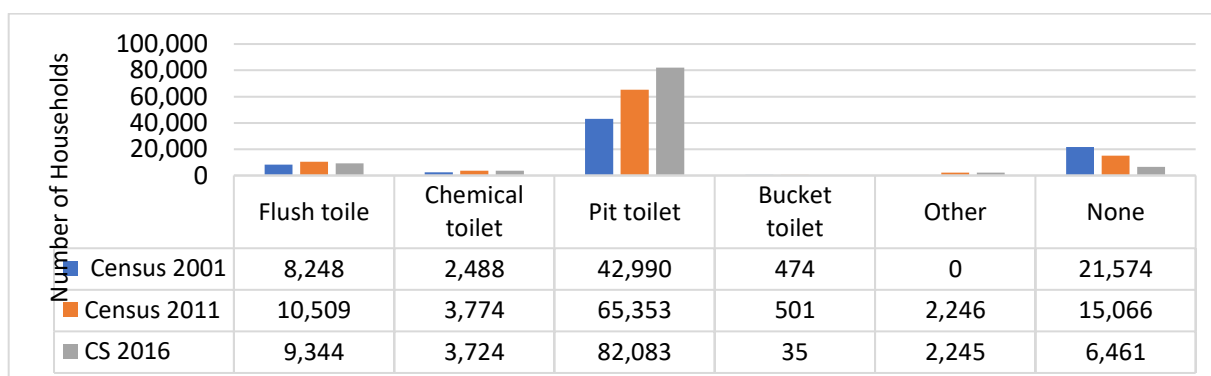 Number of Households
100,000
80,000
60,000
40,000
20,000
0
Flush toile
Chemical
toilet
Pit toilet
Bucket
toilet
Other
None
Census 2001 8,248 2,488 42,990 474 0 21,574
Census 2011 10,509 3,774 65,353 501 2,246 15,066
CS 2016 9,344 3,724 82,083 35 2,245 6,461